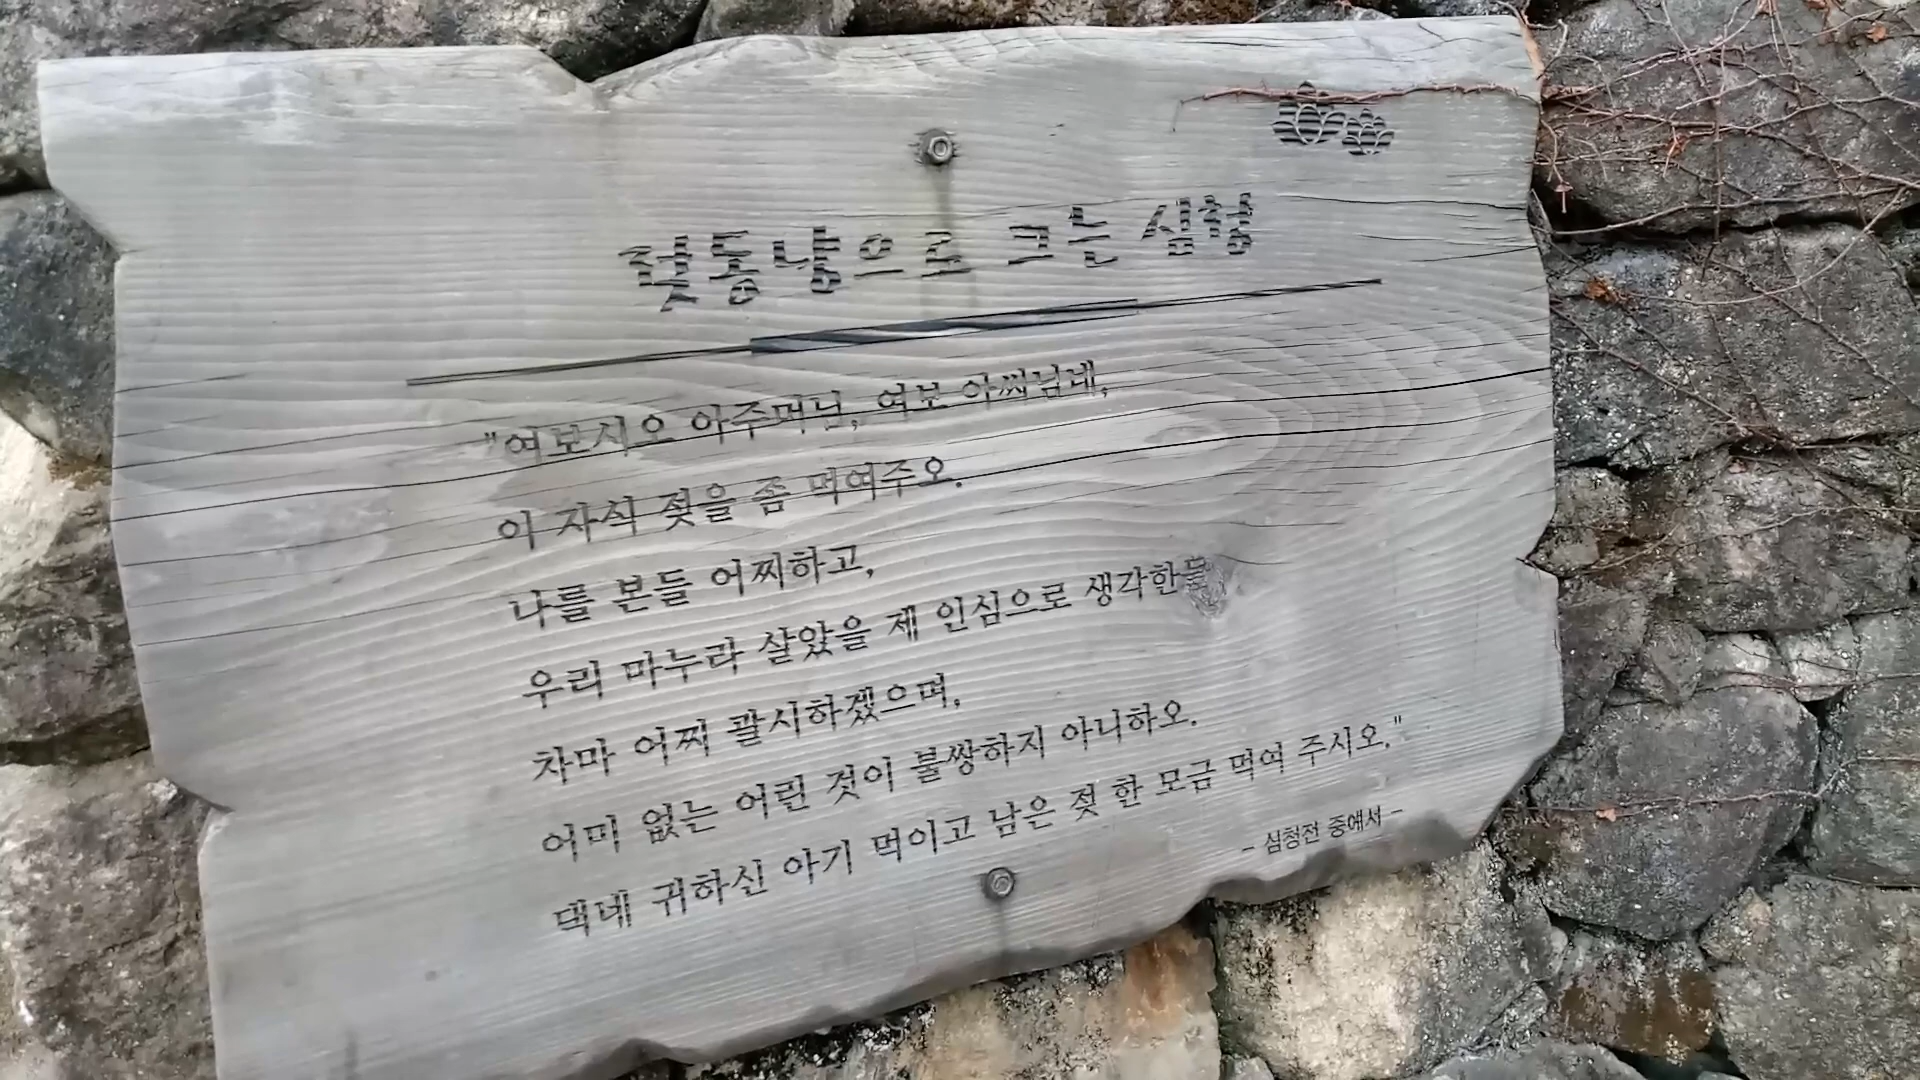 젖동냥으로 크는 심청
"여보시오 아주머님, 여보 아씨님네,
이 자식 젖을 좀 먹여주오.
나를 본들 어찌하고,
우리 마누라 살았을 제 인심으로 생각한들
차마 어찌 괄시하겠으며,
어미 없는 어린 것이 불쌍하지 아니하오.
댁네 귀하신 아기 먹이고 남은 젖 한 모금 먹여 주시오."
- 심청전 중에서 -